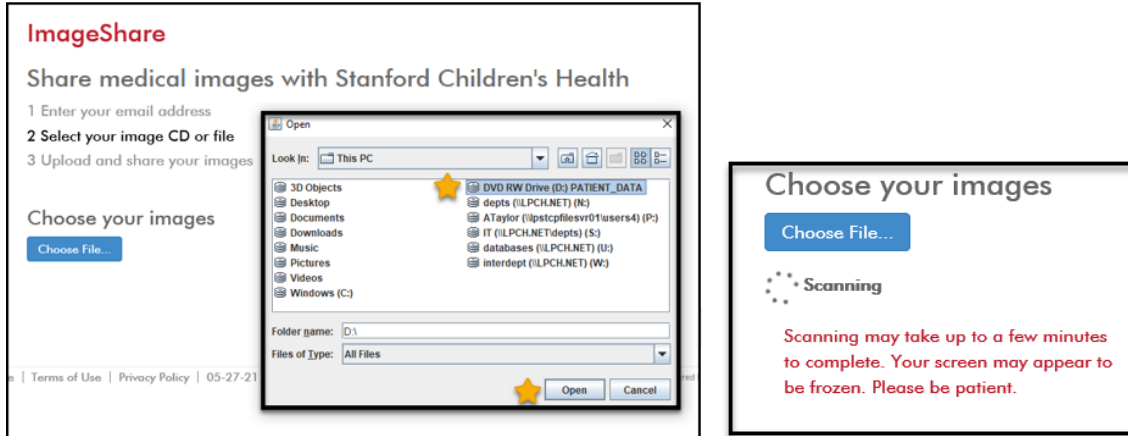 ImageShare
Share medical images with Stanford Children's Health
1 Enter your email address
2 Select your image CD or file
3 Upload and share your images
Choose your images
Choose File...
Open
Look In: This PC
3D Objects
Desktop
Documents
Downloads
Music
Pictures
Videos
Windows (C:)
DVD RW Drive (D:) PATIENT_DATA
depts (\\LPCH.NET) (N:)
ATaylor (\\lpstcpfilesvr01\users4) (P:)
IT (\\LPCH.NET\depts) (S:)
databases (\\LPCH.NET) (U:)
interdept (\\LPCH.NET) (W:)
Folder name: D:\
Files of Type: All Files
Open Cancel
| Terms of Use | Privacy Policy | 05-27-21
Choose your images
Choose File...
Scanning
Scanning may take up to a few minutes
to complete. Your screen may appear to
be frozen. Please be patient.